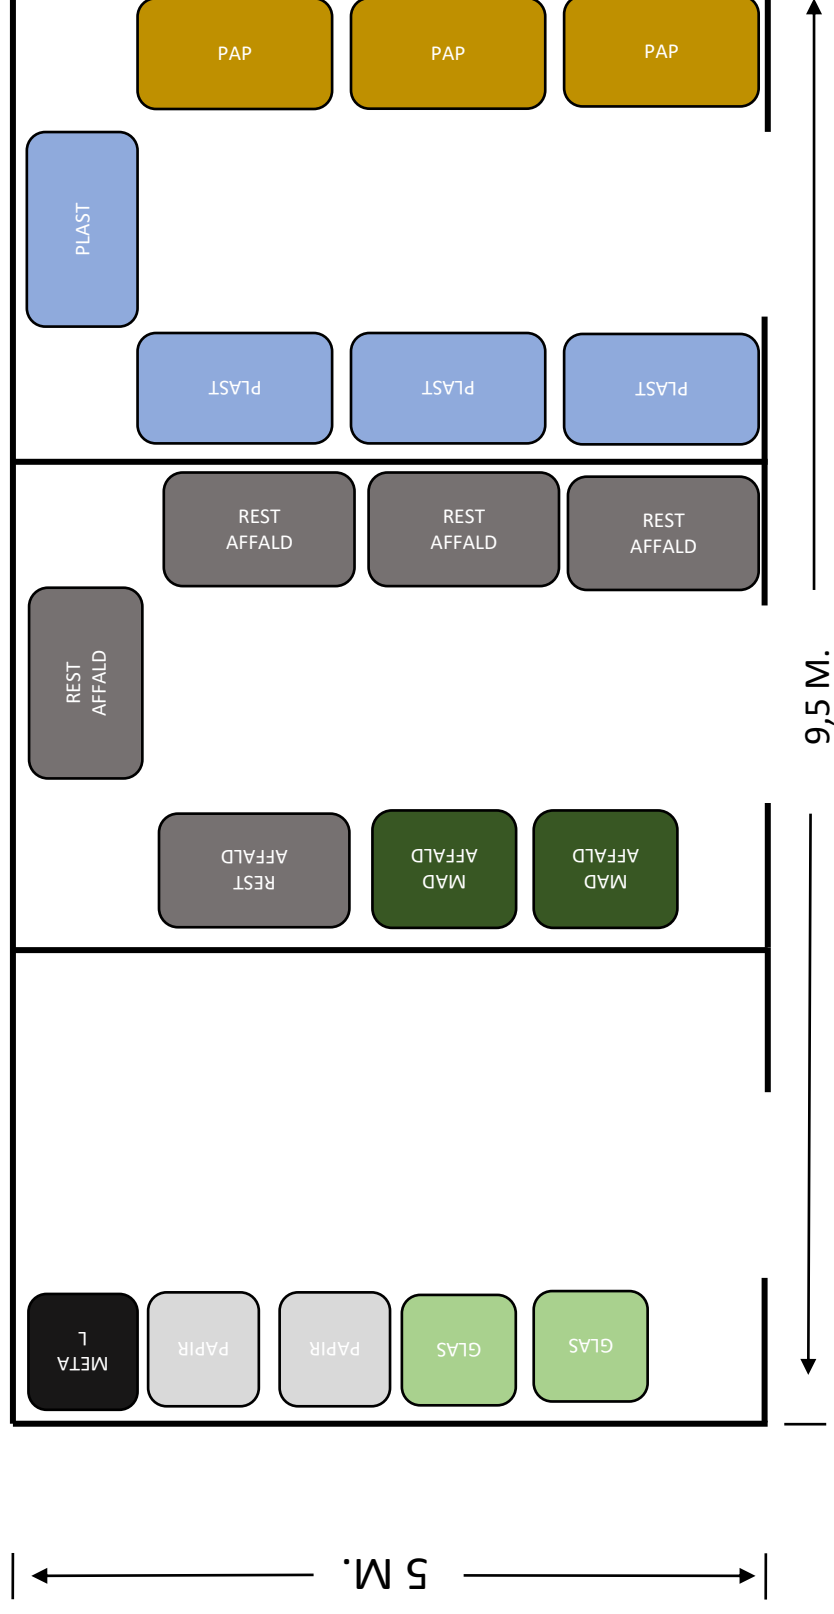 PAP
PAP
PAP
PLAST
PLAST
PLAST
PLAST
REST
AFFALD
REST
AFFALD
REST
AFFALD
REST
AFFALD
9,5 M.
REST
AFFALD
MAD
AFFALD
MAD
AFFALD
META
L
PAPIR
PAPIR
GLAS
GLAS
5 M.